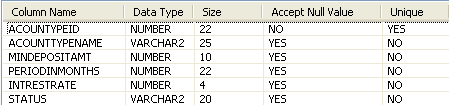 Column Name Data Type Size Accept Null Value Unique
ACOUNTYPEID NUMBER 22 NO YES
ACOUNTTYPENAME VARCHAR2 25 YES NO
MINDEPOSITAMT NUMBER 10 YES NO
PERIODINMONTHS NUMBER 22 YES NO
INTRESTRATE NUMBER 4 YES NO
STATUS VARCHAR2 20 YES NO